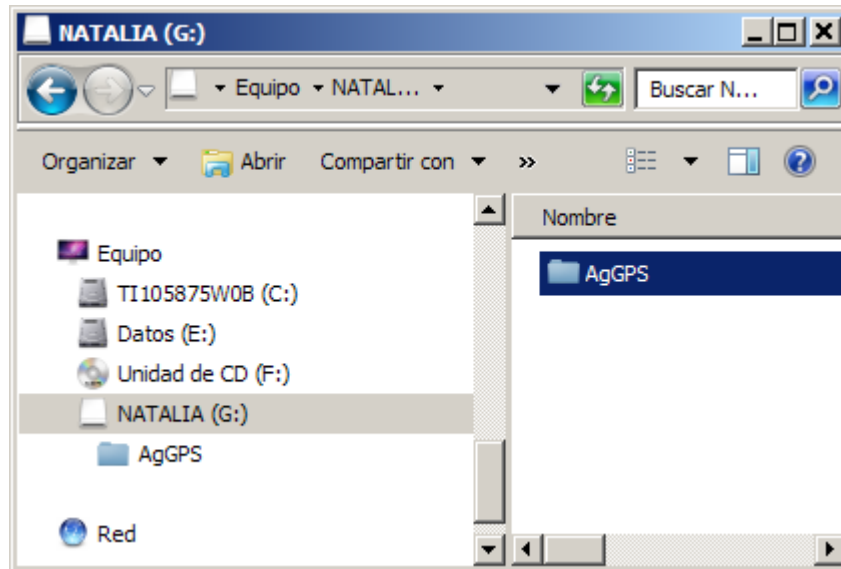 NATALIA (G:)
Equipo NATAL... Buscar N...
Organizar Abrir Compartir con »
Nombre
Equipo
TI105875W0B (C:)
Datos (E:)
Unidad de CD (F:)
NATALIA (G:)
AgGPS
Red
AgGPS